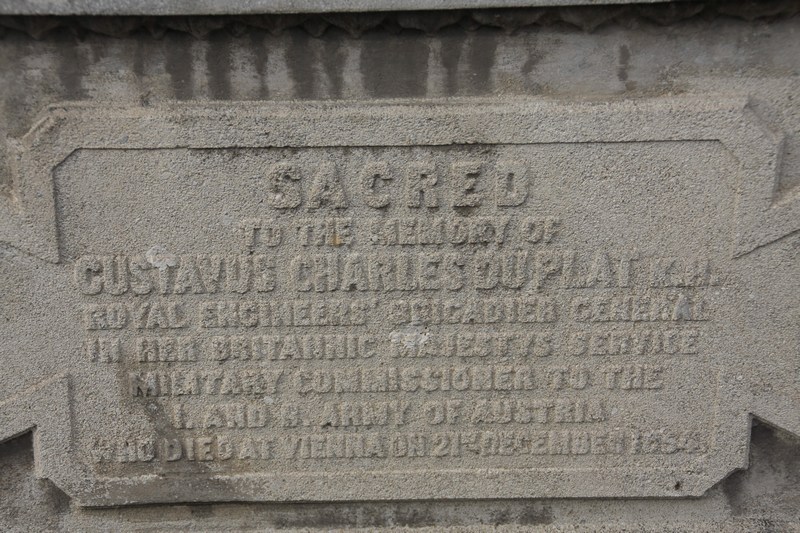 SACRED
TO THE MEMORY OF
GUSTAVUS CHARLES DU PLAT K.H.
ROYAL ENGINEERS' BRIGADIER GENERAL
IN HER BRITANNIC MAJESTYS SERVICE
MILITARY COMMISSIONER TO THE
I. AND R. ARMY OF AUSTRIA
WHO DIED AT VIENNA ON 21ST DECEMBER